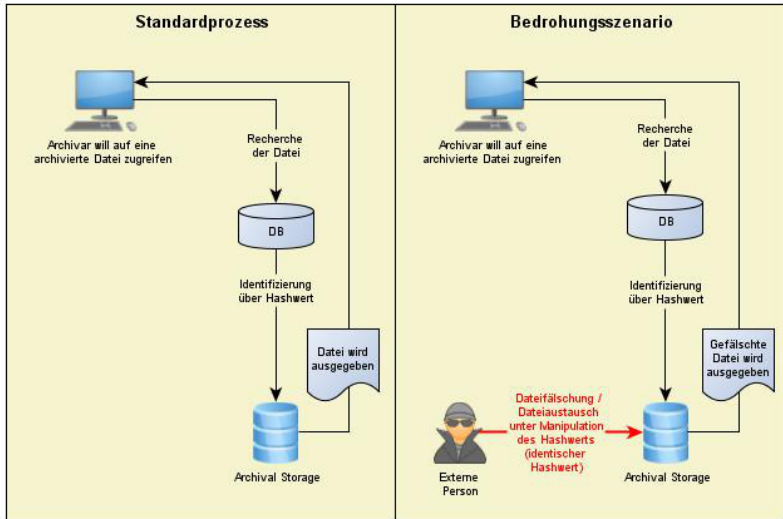 Standardprozess
Archivar will auf eine
archivierte Datei zugreifen
Recherche
der Datei
DB
Identifizierung
über Hashwert
Datei wird
ausgegeben
Archival Storage
Bedrohungsszenario
Archivar will auf eine
archivierte Datei zugreifen
Recherche
der Datei
DB
Identifizierung
über Hashwert
Gefälschte
Datei wird
ausgegeben
Dateifälschung /
Dateiaustausch
unter Manipulation
des Hashwerts
(identischer
Hashwert)
Externe
Person
Archival Storage